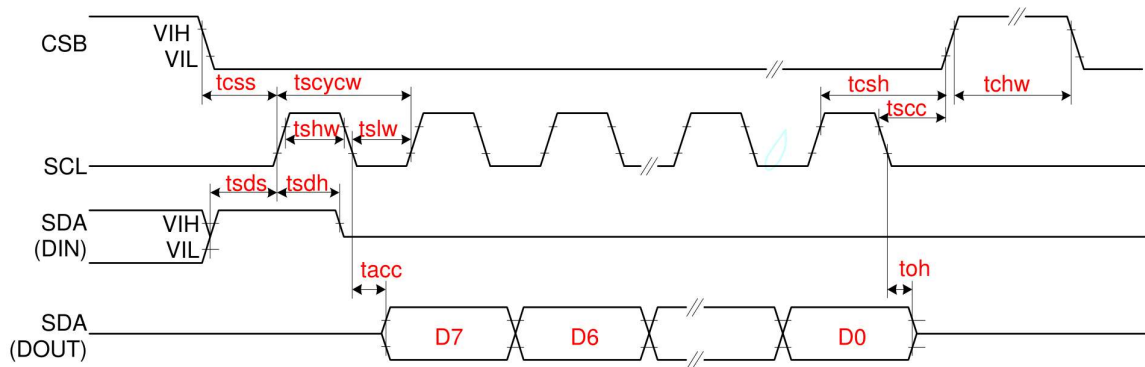 CSB
VIH
VIL
tcss
tscycw
tcsh
tchw
tshw
tslw
tscc
SCL
tsds
tsdh
SDA
(DIN)
VIH
VIL
tacc
toh
SDA
(DOUT)
D7
D6
D0